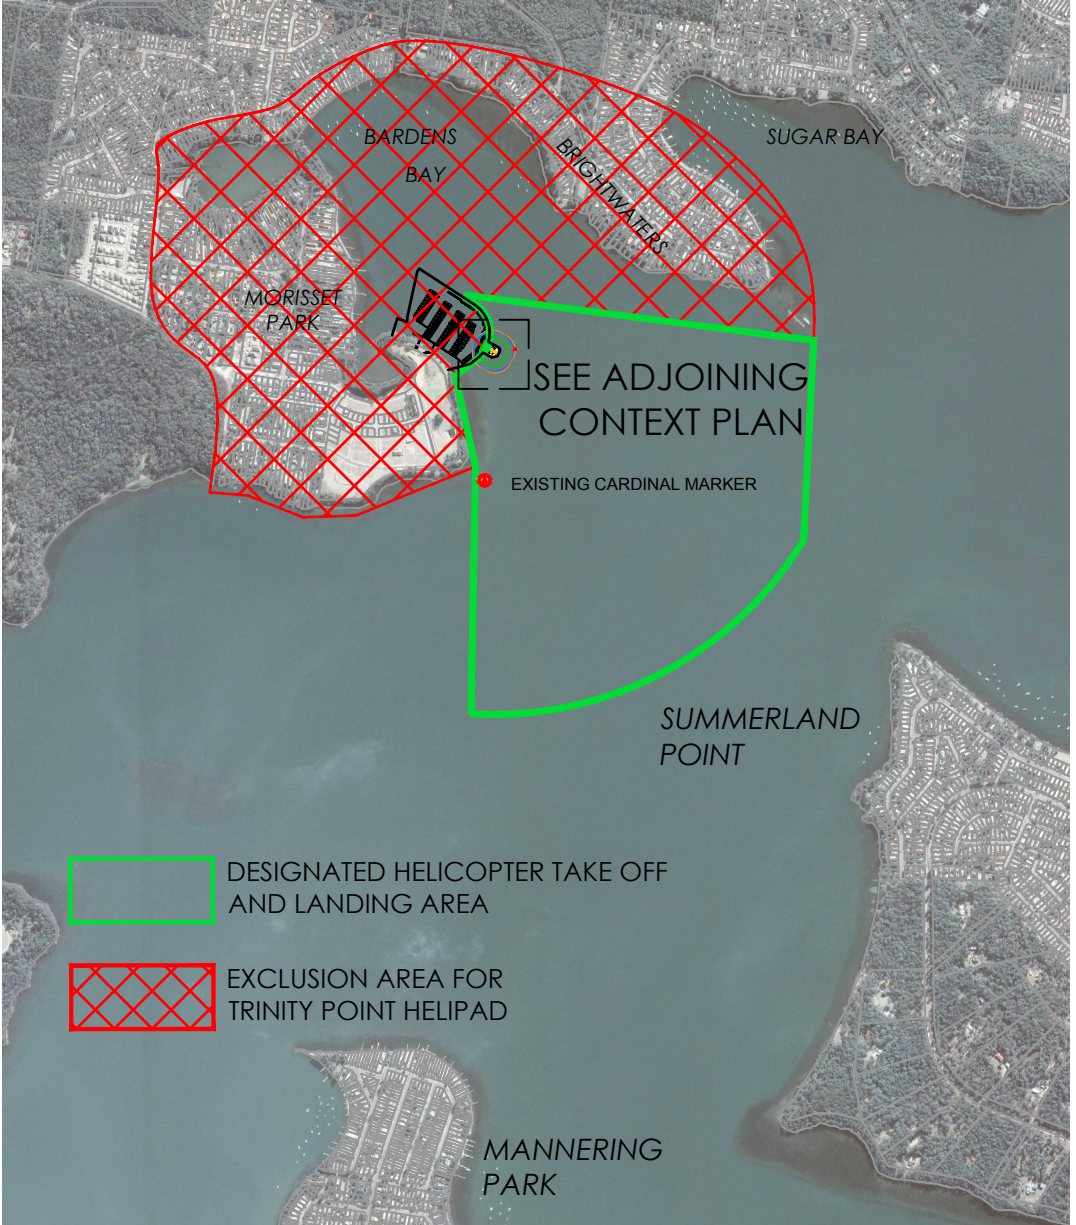 BARDENS
BAY
BRIGHTWATERS
SUGAR BAY
MORISSET
PARK
SEE ADJOINING
CONTEXT PLAN
EXISTING CARDINAL MARKER
SUMMERLAND
POINT
DESIGNATED HELICOPTER TAKE OFF
AND LANDING AREA
EXCLUSION AREA FOR
TRINITY POINT HELIPAD
MANNERING
PARK